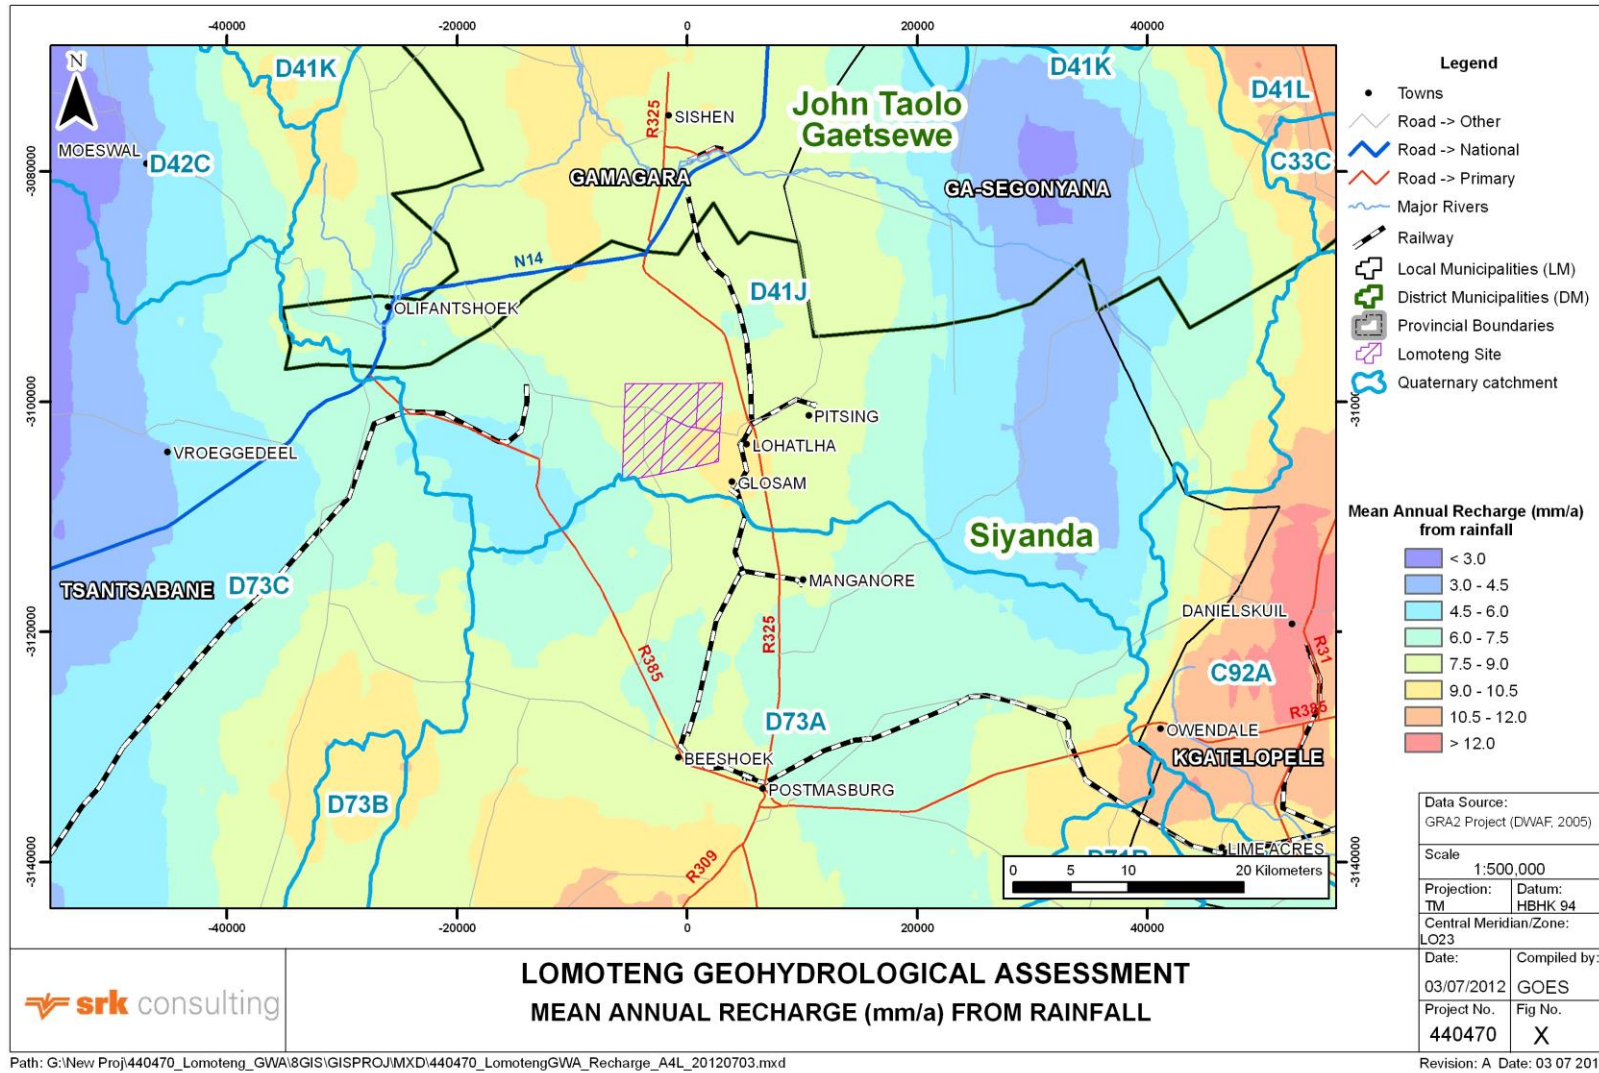 -40000
-20000
0
20000
40000
N
D41K
D41K
R325
SISHEN
John Taolo
Gaetsewe
D41L
MOESWAL
D42C
C33C
-3080000
-3080000
GAMAGARA
GA-SEGONYANA
N14
D41J
OLIFANTSHOEK
-3100000
PITSING
LOHATLHA
VROEGGEDEEL
GLOSAM
Siyanda
TSANTSABANE
D73C
MANGANORE
DANIELSKUIL
-3120000
R325
R31
R385
C92A
R385
D73A
OWENDALE
BEESHOEK
KGATELOPELE
POSTMASBURG
D73B
-3140000
-3140000
LIME ACRES
R309
0 5 10 20 Kilometers
-40000
-20000
0
20000
40000
Legend
Towns
Road -> Other
Road -> National
Road -> Primary
Major Rivers
Railway
Local Municipalities (LM)
District Municipalities (DM)
Provincial Boundaries
Lomoteng Site
Quaternary catchment
Mean Annual Recharge (mm/a)
from rainfall
< 3.0
3.0 - 4.5
4.5 - 6.0
6.0 - 7.5
7.5 - 9.0
9.0 - 10.5
10.5 - 12.0
> 12.0
Data Source:
GRA2 Project (DWAF, 2005)
Scale
1:500,000
Projection:
TM
Datum:
HBHK 94
Central Meridian/Zone:
LO23
Date:
03/07/2012
Compiled by:
GOES
Project No.
440470
Fig No.
X
srk consulting
LOMOTENG GEOHYDROLOGICAL ASSESSMENT
MEAN ANNUAL RECHARGE (mm/a) FROM RAINFALL
Path: G:\New Proj\440470_Lomoteng_GWA\8GIS\GISPROJ\MXD\440470_LomotengGWA_Recharge_A4L_20120703.mxd
Revision: A Date: 03 07 201